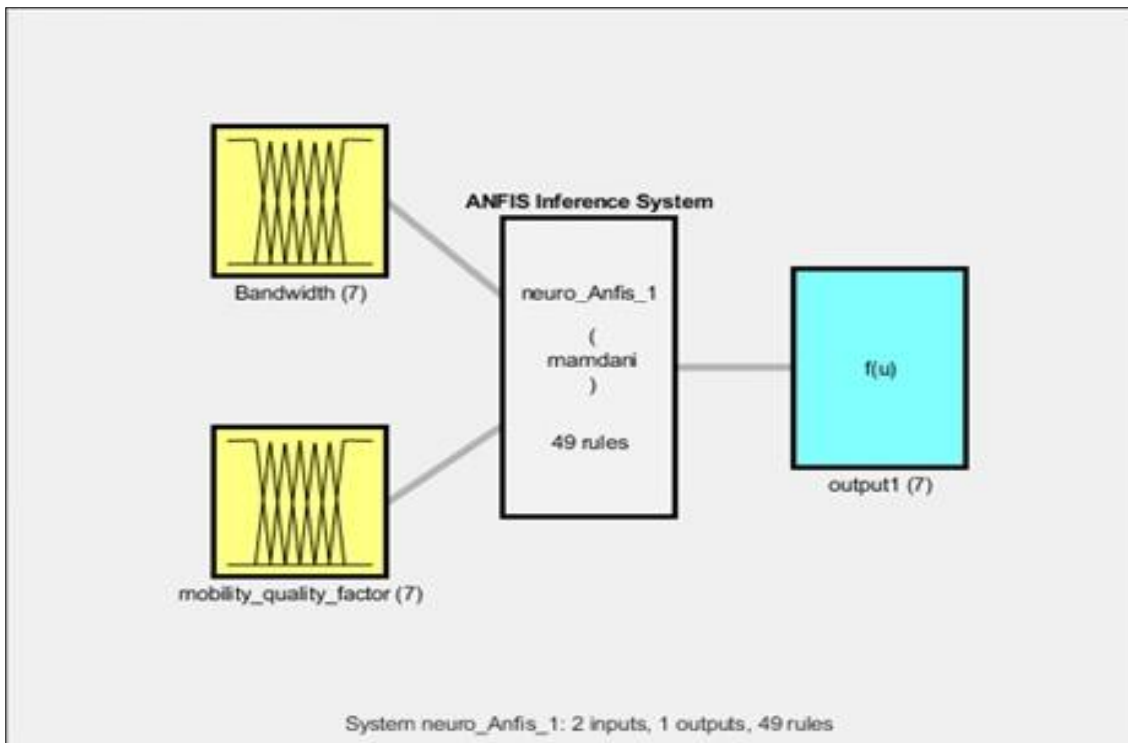 Bandwidth (7)
mobility_quality_factor (7)
ANFIS Inference System
neuro_Anfis_1
(
mamdani
)
49 rules
f(u)
output1 (7)
System neuro_Anfis_1: 2 inputs, 1 outputs, 49 rules